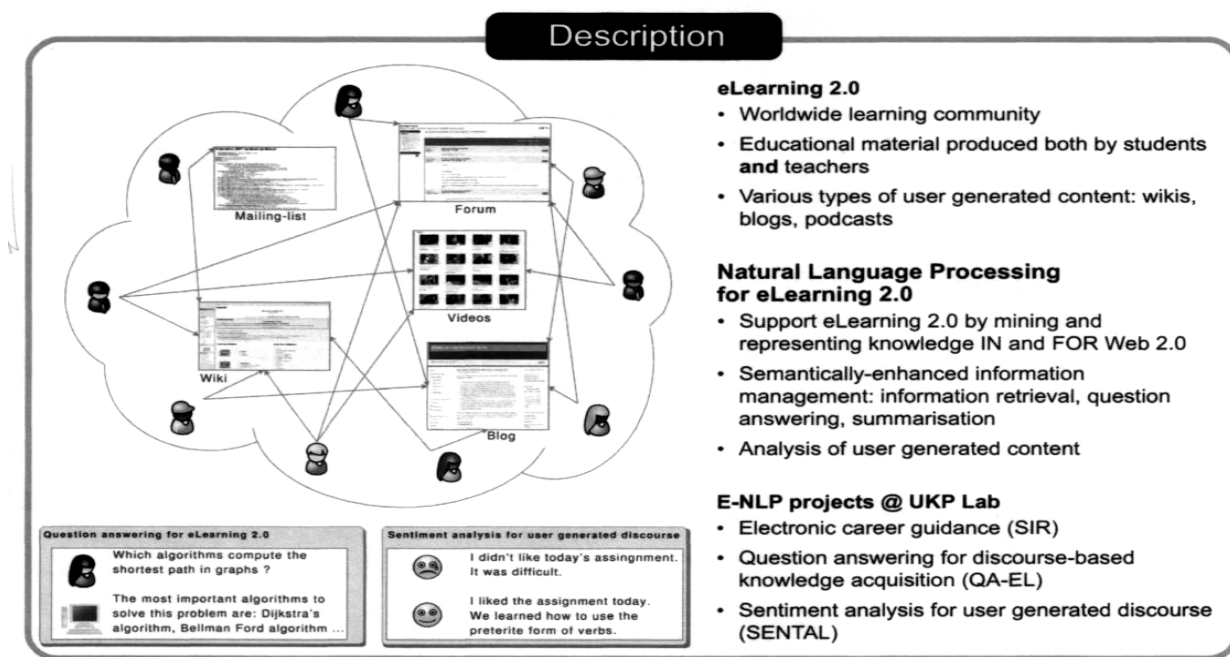 Description
Mailing-list
Forum
Videos
Wiki
Blog
Question answering for eLearning 2.0
Which algorithms compute the
shortest path in graphs ?
The most important algorithms to
solve this problem are: Dijkstra's
algorithm, Bellman Ford algorithm ...
Sentiment analysis for user generated discourse
I didn't like today's assingnment.
It was difficult.
I liked the assignment today.
We learned how to use the
preterite form of verbs.
eLearning 2.0
• Worldwide learning community
• Educational material produced both by students
and teachers
• Various types of user generated content: wikis,
blogs, podcasts
Natural Language Processing
for eLearning 2.0
• Support eLearning 2.0 by mining and
representing knowledge IN and FOR Web 2.0
• Semantically-enhanced information
management: information retrieval, question
answering, summarisation
• Analysis of user generated content
E-NLP projects @ UKP Lab
• Electronic career guidance (SIR)
• Question answering for discourse-based
knowledge acquisition (QA-EL)
• Sentiment analysis for user generated discourse
(SENTAL)